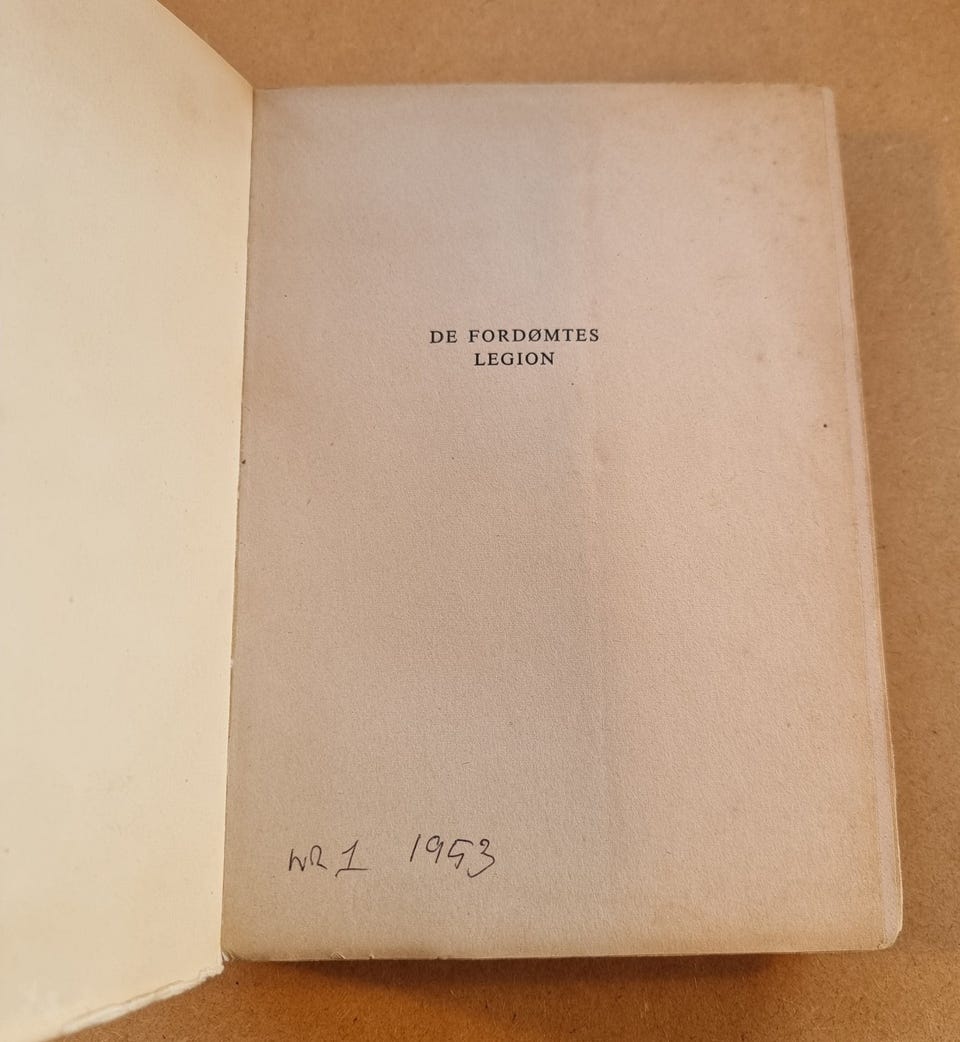 DE FORDØMTES
LEGION
NR 1 1953